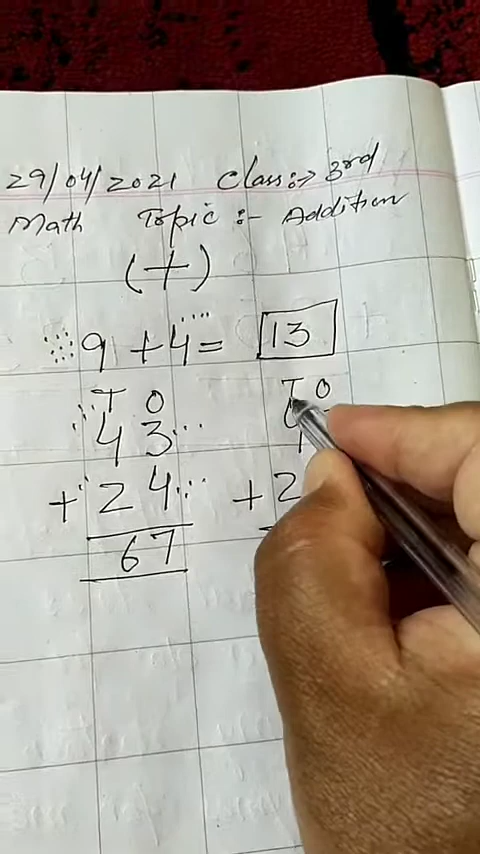 29/04/2021 Class:-> 3rd
Math Topic :- Addition
(+)
9 + 4 = 13
T O T O
4 3
+ 2 4 + 2
6 7